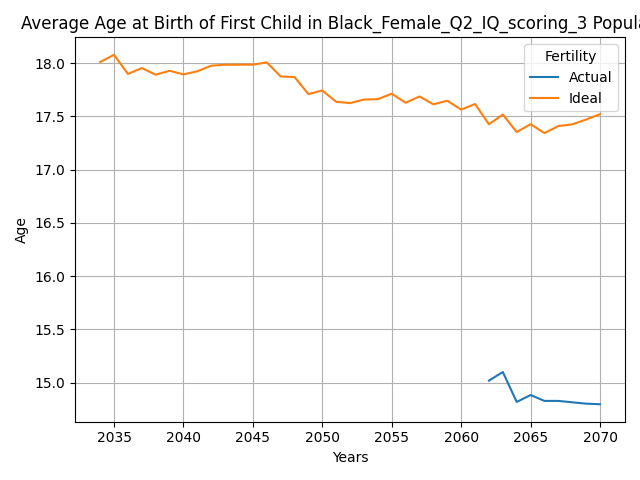 Average Age at Birth of First Child in Black_Female_Q2_IQ_scoring_3 Popula
Fertility
Actual
Ideal
18.0
17.5
17.0
16.5
16.0
15.5
15.0
Age
2035 2040 2045 2050 2055 2060 2065 2070
Years